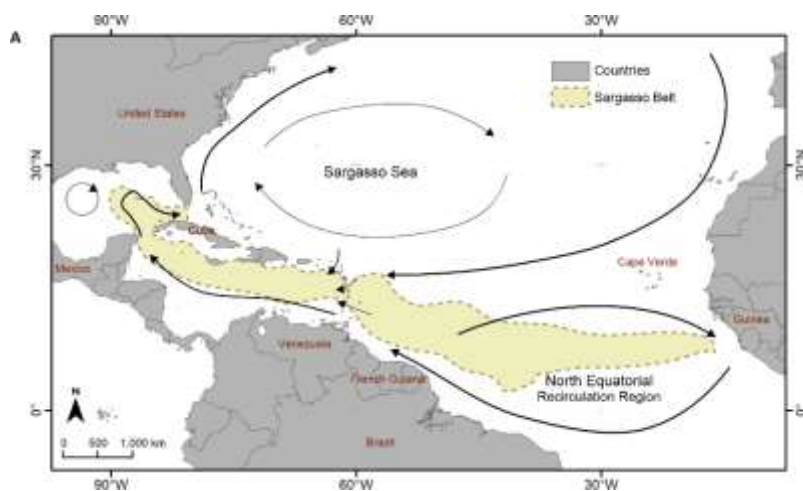 A
90°W 60°W 30°W
Countries
Sargasso Belt
United States
30°N
30°N
Sargasso Sea
Cuba
Mexico
Cape Verde
Guinea
Venezuela
French Guiana
North Equatorial
Recirculation Region
N
0°
0°
0 500 1,000 km
Brazil
90°W 60°W 30°W